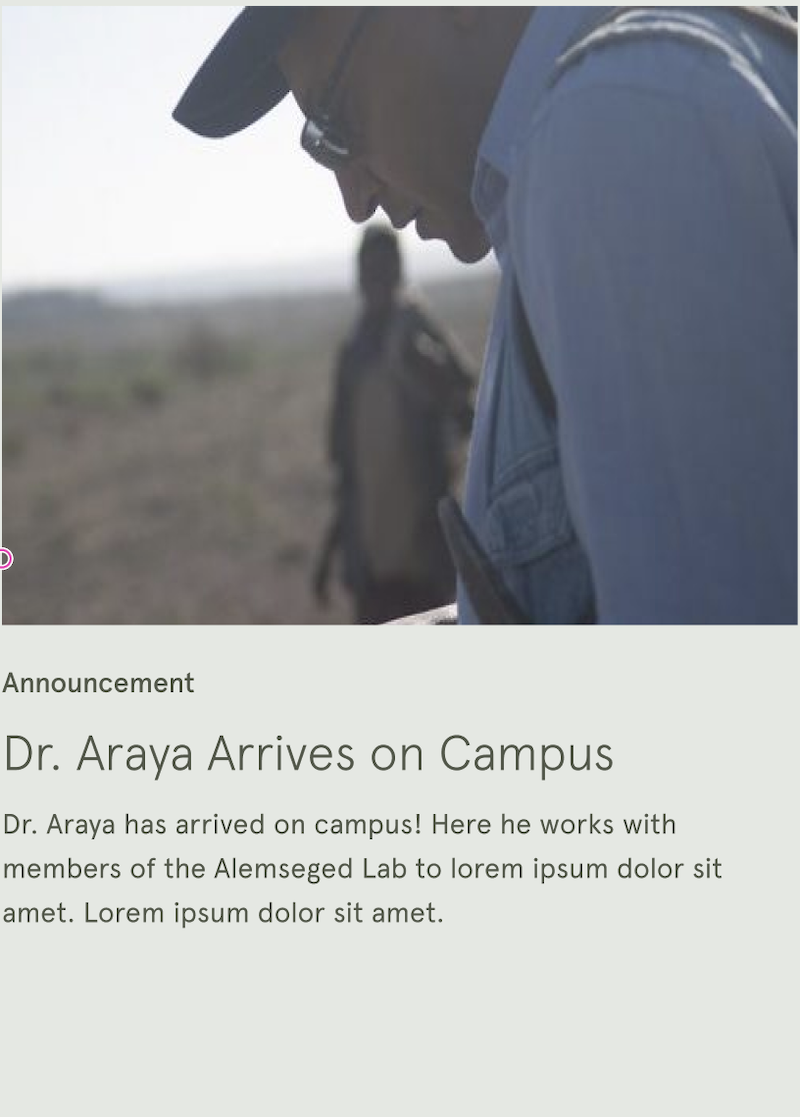 Announcement
Dr. Araya Arrives on Campus
Dr. Araya has arrived on campus! Here he works with
members of the Alemseged Lab to lorem ipsum dolor sit
amet. Lorem ipsum dolor sit amet.